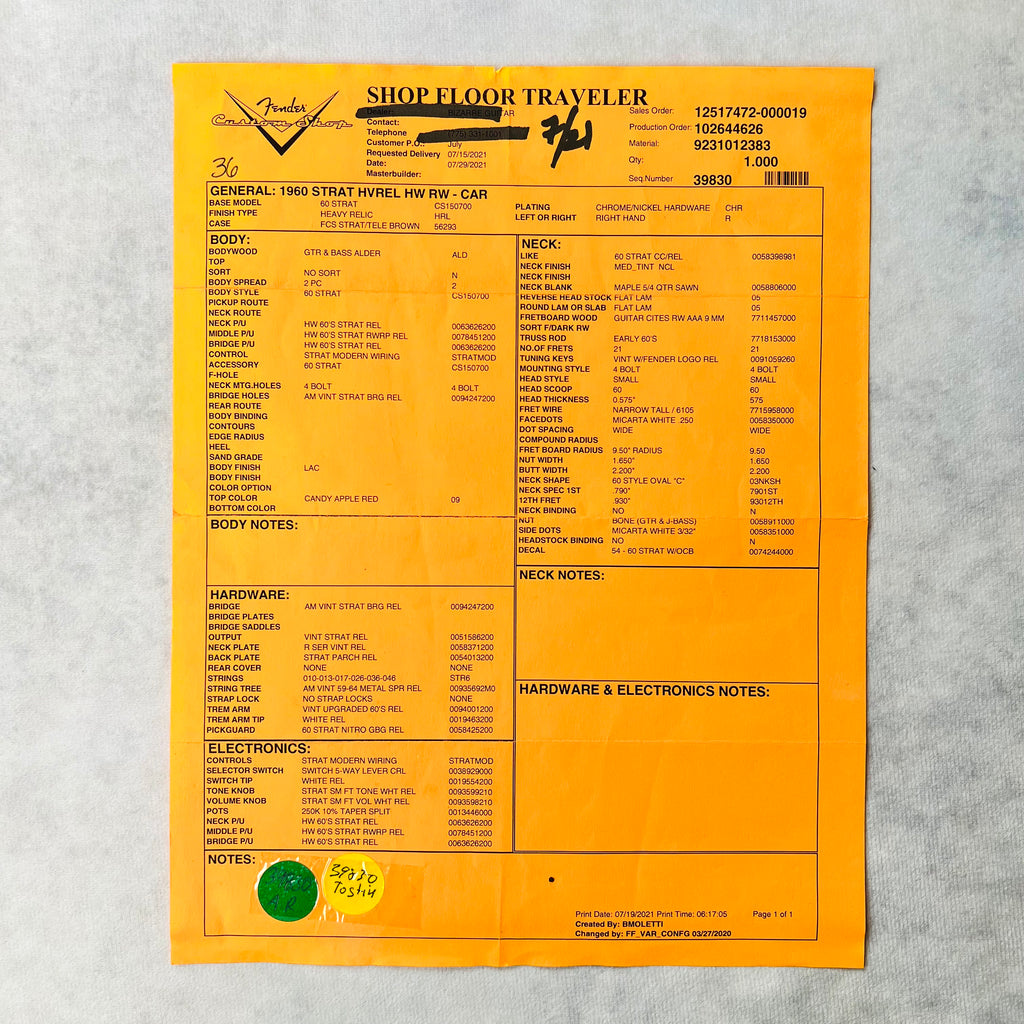 Fender
Custom Shop
SHOP FLOOR TRAVELER
Dealer: BIZARRE GUITAR
Contact:
Telephone (775) 331-1001
Customer P.O.: July
Requested Delivery 07/15/2021
Date: 07/29/2021
Masterbuilder:
7/21
36
Sales Order: 12517472-000019
Production Order: 102644626
Material: 9231012383
Qty: 1.000
Seq.Number 39830
GENERAL: 1960 STRAT HVREL HW RW - CAR
BASE MODEL 60 STRAT CS150700
FINISH TYPE HEAVY RELIC HRL
CASE FCS STRAT/TELE BROWN 56293
PLATING CHROME/NICKEL HARDWARE CHR
LEFT OR RIGHT RIGHT HAND R
BODY:
BODYWOOD GTR & BASS ALDER ALD
TOP
SORT NO SORT N
BODY SPREAD 2 PC 2
BODY STYLE 60 STRAT CS150700
PICKUP ROUTE
NECK ROUTE
NECK P/U HW 60'S STRAT REL 0063626200
MIDDLE P/U HW 60'S STRAT RWRP REL 0078451200
BRIDGE P/U HW 60'S STRAT REL 0063626200
CONTROL STRAT MODERN WIRING STRATMOD
ACCESSORY 60 STRAT CS150700
F-HOLE
NECK MTG.HOLES 4 BOLT 4 BOLT
BRIDGE HOLES AM VINT STRAT BRG REL 0094247200
REAR ROUTE
BODY BINDING
CONTOURS
EDGE RADIUS
HEEL
SAND GRADE
BODY FINISH LAC
BODY FINISH
COLOR OPTION
TOP COLOR CANDY APPLE RED 09
BOTTOM COLOR
BODY NOTES:
HARDWARE:
BRIDGE AM VINT STRAT BRG REL 0094247200
BRIDGE PLATES
BRIDGE SADDLES
OUTPUT VINT STRAT REL 0051586200
NECK PLATE R SER VINT REL 0058371200
BACK PLATE STRAT PARCH REL 0054013200
REAR COVER NONE NONE
STRINGS 010-013-017-026-036-046 STR6
STRING TREE AM VINT 59-64 METAL SPR REL 00935692M0
STRAP LOCK NO STRAP LOCKS NONE
TREM ARM VINT UPGRADED 60'S REL 0094001200
TREM ARM TIP WHITE REL 0019463200
PICKGUARD 60 STRAT NITRO GBG REL 0058425200
ELECTRONICS:
CONTROLS STRAT MODERN WIRING STRATMOD
SELECTOR SWITCH SWITCH 5-WAY LEVER CRL 0038929000
SWITCH TIP WHITE REL 0019554200
TONE KNOB STRAT SM FT TONE WHT REL 0093599210
VOLUME KNOB STRAT SM FT VOL WHT REL 0093598210
POTS 250K 10% TAPER SPLIT 0013446000
NECK P/U HW 60'S STRAT REL 0063626200
MIDDLE P/U HW 60'S STRAT RWRP REL 0078451200
BRIDGE P/U HW 60'S STRAT REL 0063626200
NECK:
LIKE 60 STRAT CC/REL 0058398981
NECK FINISH MED_TINT NCL
NECK FINISH
NECK BLANK MAPLE 5/4 QTR SAWN 0058806000
REVERSE HEAD STOCK FLAT LAM 05
ROUND LAM OR SLAB FLAT LAM 05
FRETBOARD WOOD GUITAR CITES RW AAA 9 MM 7711457000
SORT F/DARK RW
TRUSS ROD EARLY 60'S 7718153000
NO.OF FRETS 21 21
TUNING KEYS VINT W/FENDER LOGO REL 0091059260
MOUNTING STYLE 4 BOLT 4 BOLT
HEAD STYLE SMALL SMALL
HEAD SCOOP 60 60
HEAD THICKNESS 0.575" 575
FRET WIRE NARROW TALL / 6105 7715958000
FACEDOTS MICARTA WHITE .250 0058350000
DOT SPACING WIDE WIDE
COMPOUND RADIUS
FRET BOARD RADIUS 9.50" RADIUS 9.50
NUT WIDTH 1.650" 1.650
BUTT WIDTH 2.200" 2.200
NECK SHAPE 60 STYLE OVAL "C" 03NKSH
NECK SPEC 1ST .790" 7901ST
12TH FRET .930" 93012TH
NECK BINDING NO N
NUT BONE (GTR & J-BASS) 0058911000
SIDE DOTS MICARTA WHITE 3/32" 0058351000
HEADSTOCK BINDING NO N
DECAL 54 - 60 STRAT W/OCB 0074244000
NECK NOTES:
HARDWARE & ELECTRONICS NOTES:
NOTES:
AR
39830
Tostin
Print Date: 07/19/2021 Print Time: 06:17:05 Page 1 of 1
Created By: BMOLETTI
Changed by: FF_VAR_CONFG 03/27/2020